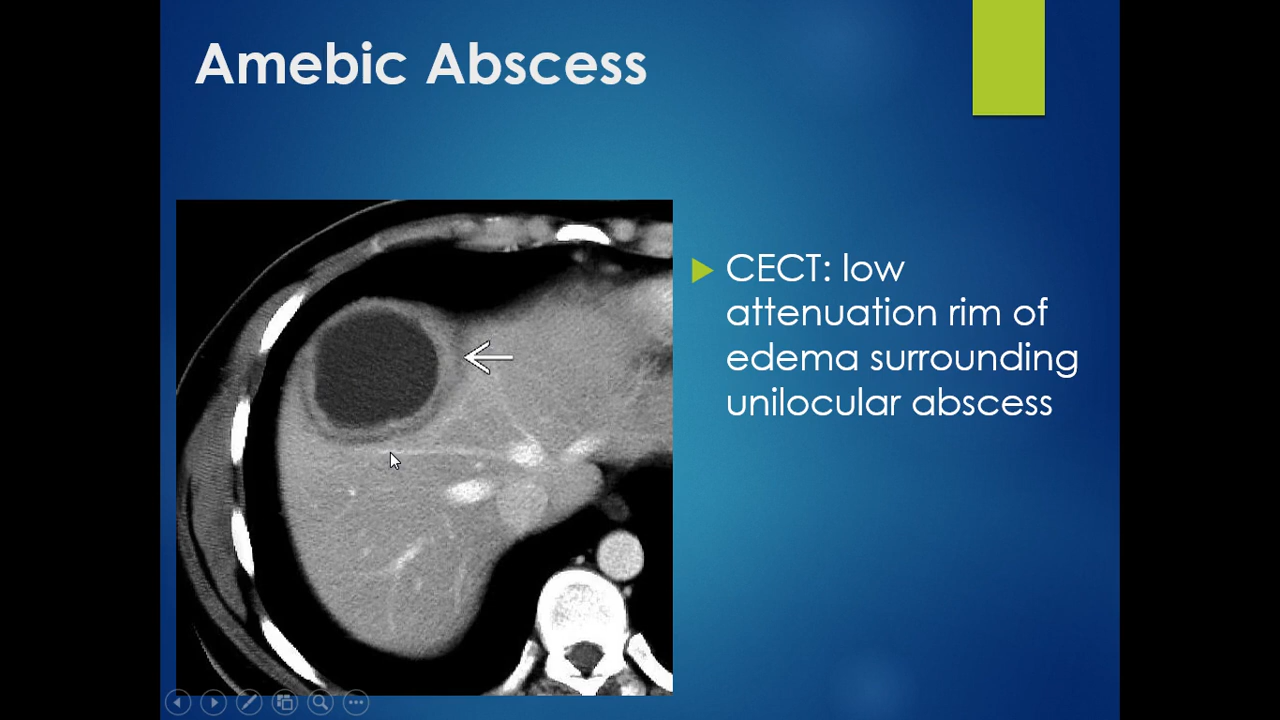 Amebic Abscess
CECT: low
attenuation rim of
edema surrounding
unilocular abscess